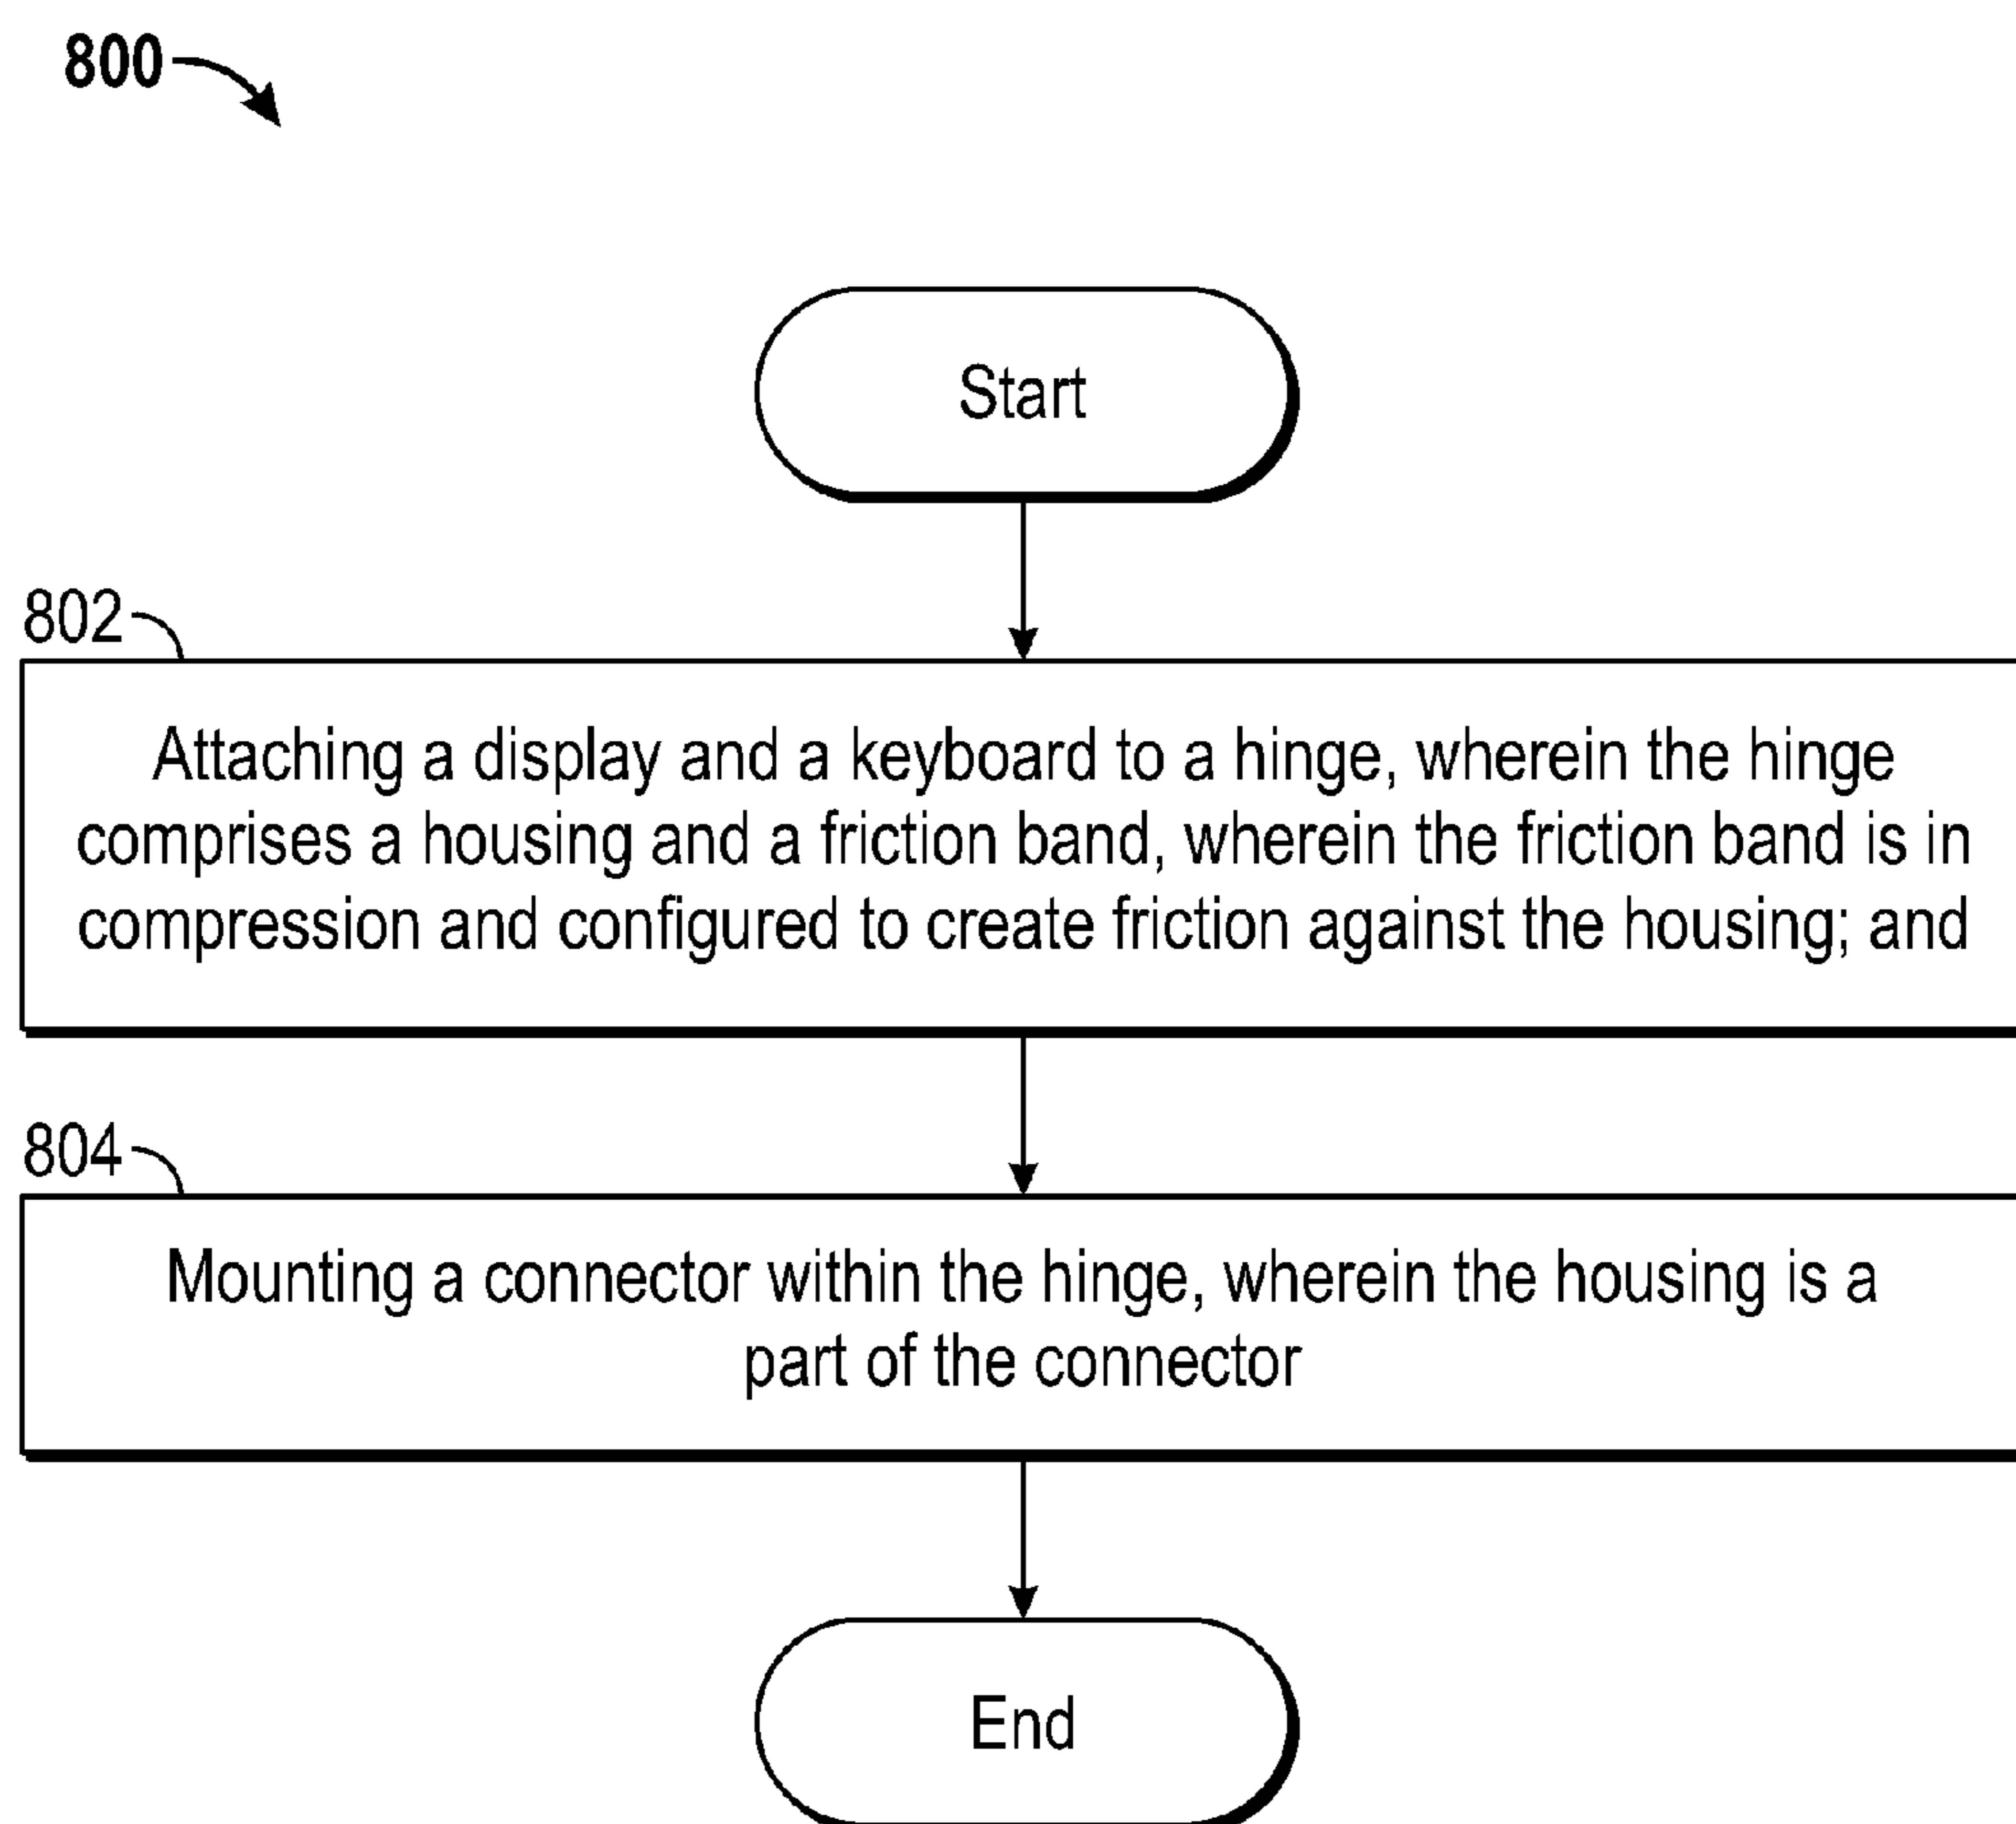 800
Start
802
Attaching a display and a keyboard to a hinge, wherein the hinge
comprises a housing and a friction band, wherein the friction band is in
compression and configured to create friction against the housing; and
804
Mounting a connector within the hinge, wherein the housing is a
part of the connector
End